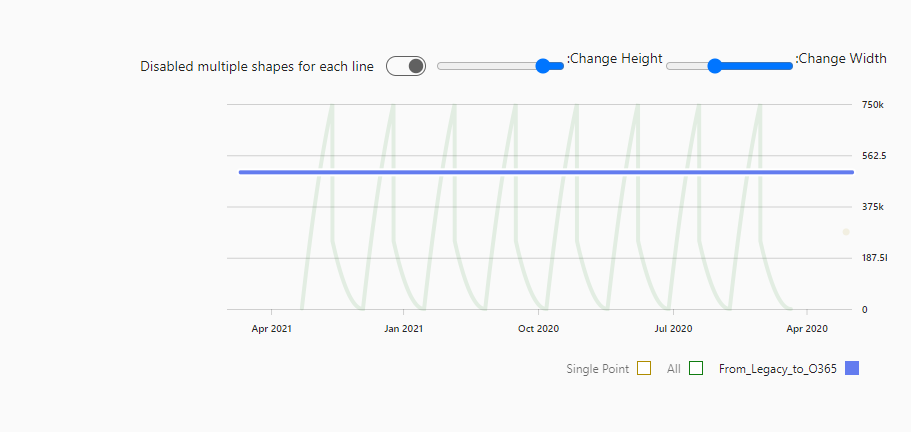 Disabled multiple shapes for each line
:Change Height
:Change Width
750k
562.5
375k
187.5l
0
Apr 2021
Jan 2021
Oct 2020
Jul 2020
Apr 2020
Single Point
All
From_Legacy_to_O365